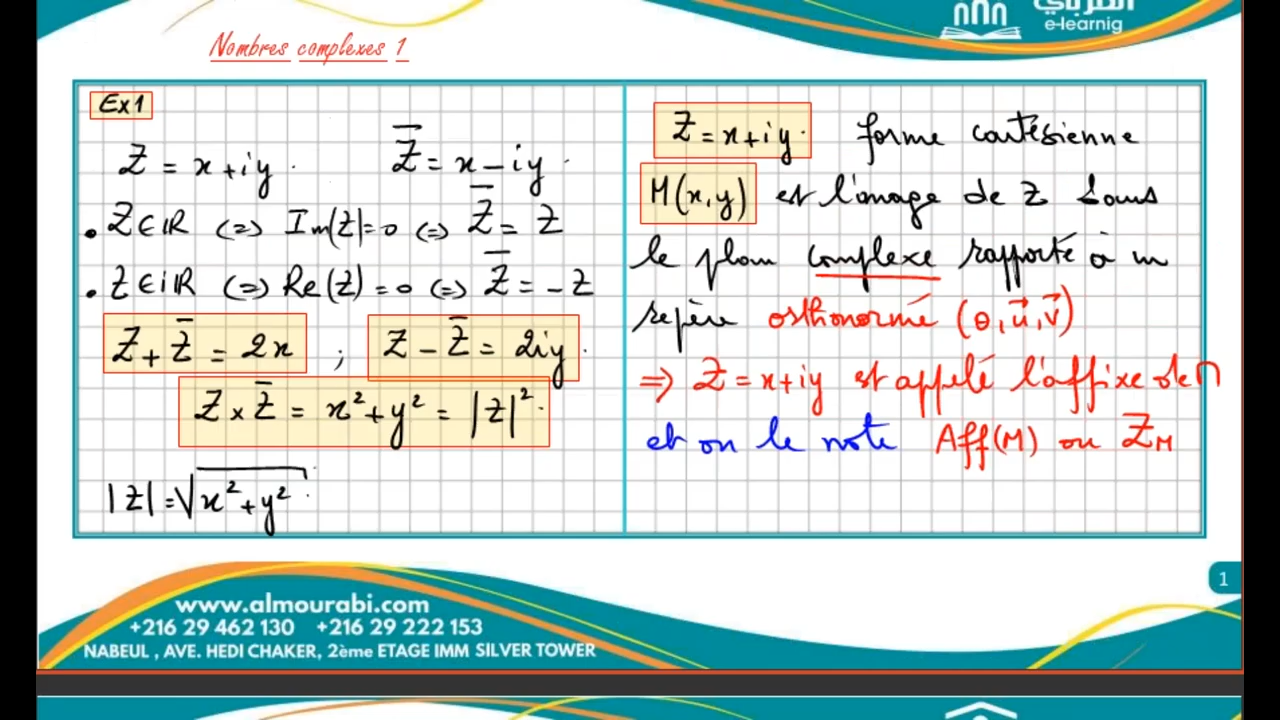 المرابي
e-learnig
Nombres complexes 1
Ex1
Z = x + iy . Z̄ = x - iy .
• Z ∈ IR ⇔ Im(Z) = 0 ⇔ Z̄ = Z
• Z ∈ iIR ⇔ Re(Z) = 0 ⇔ Z̄ = - Z
Z + Z̄ = 2x ; Z - Z̄ = 2iy .
Z × Z̄ = x² + y² = |Z|² .
|Z| = √(x² + y²) .
Z = x + iy . forme cartésienne
M(x, y) est l'image de Z dans
le plan complexe rapporté à un
repère orthonormé (O, u⃗, v⃗)
⇒ Z = x + iy est appelé l'affixe de M
et on le note Aff(M) ou Z_M
1
www.almourabi.com
+216 29 462 130 +216 29 222 153
NABEUL , AVE. HEDI CHAKER, 2ème ETAGE IMM SILVER TOWER